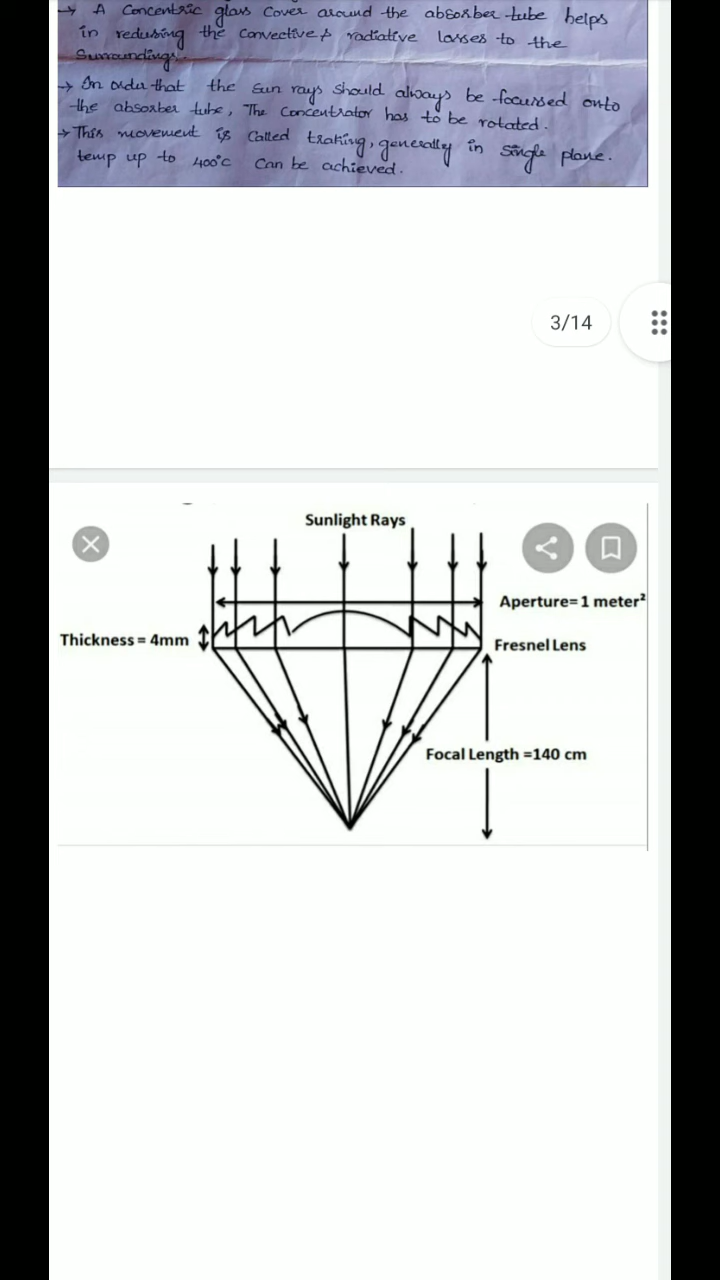 → A Concentric glass Cover around the absorber tube helps
in redusing the Convective & radiative losses to the
Surroundings.
→ In order that the Sun rays should always be focussed onto
the absorber tube, The Concentrator has to be rotated.
→ This movement is Called traking, generally in single plane.
temp up to 400°c Can be achieved.
3/14
Sunlight Rays
Aperture= 1 meter²
Thickness = 4mm
Fresnel Lens
Focal Length =140 cm